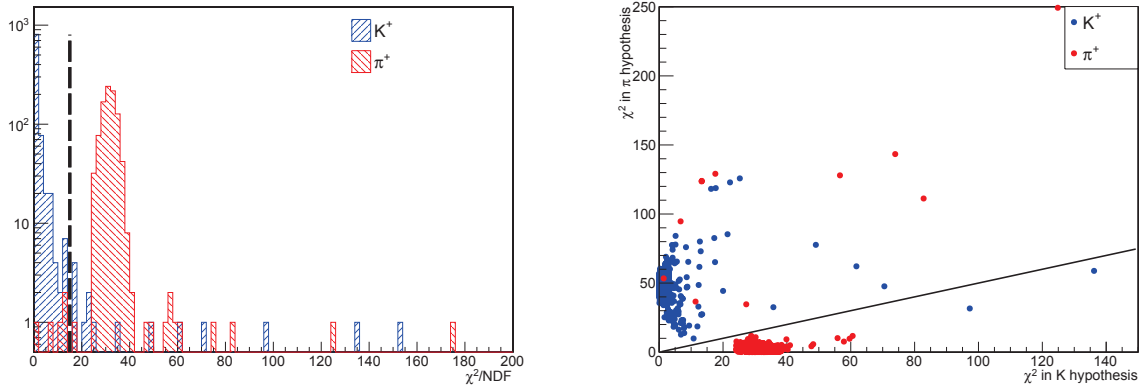 10³
10²
10
1
K⁺
π⁺
0 20 40 60 80 100 120 140 160 180 200
χ²/NDF
χ² in π hypothesis
250
200
150
100
50
0
K⁺
π⁺
0 20 40 60 80 100 120 140
χ² in K hypothesis